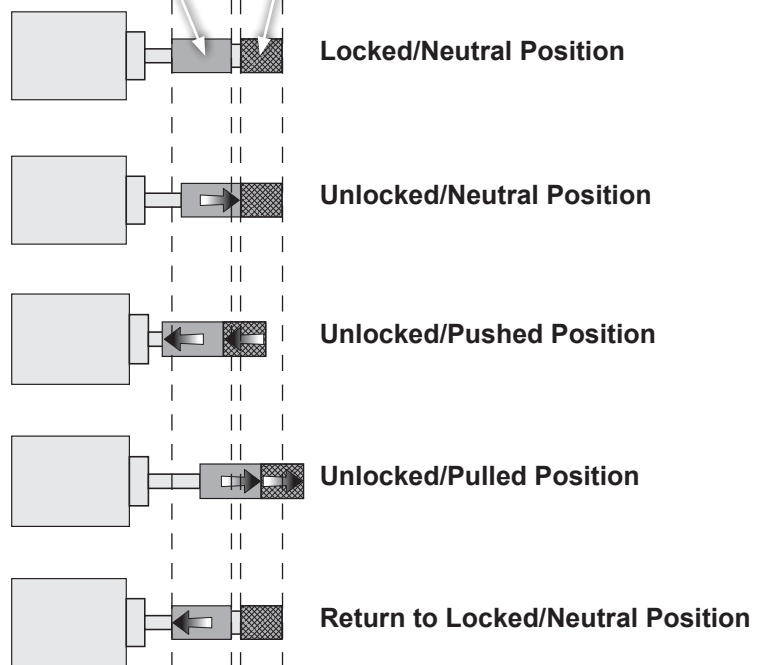 Locked/Neutral Position
Unlocked/Neutral Position
Unlocked/Pushed Position
Unlocked/Pulled Position
Return to Locked/Neutral Position